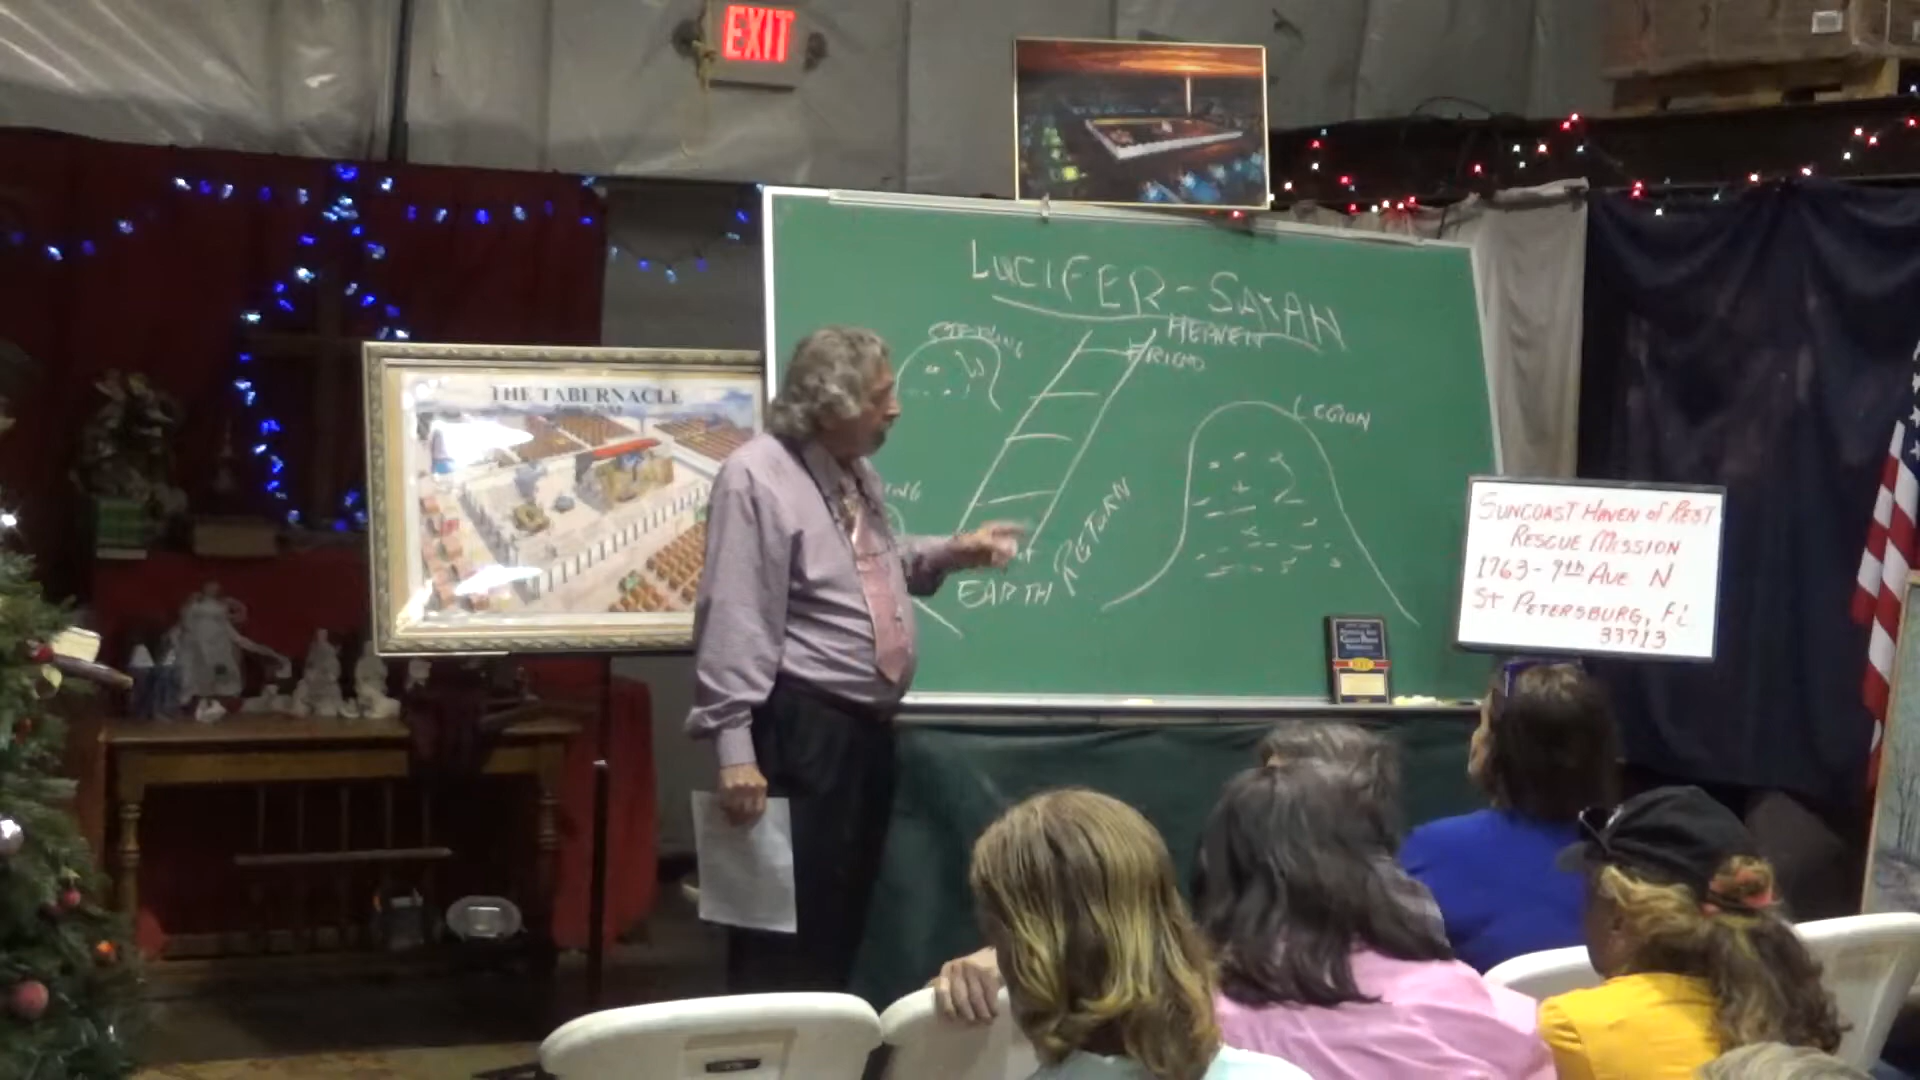 EXIT
LUCIFER-SATAN
HEAVEN
LEGION
THE TABERNACLE
RETURN
EARTH
SUNCOAST HAVEN of REST
RESCUE MISSION
1763-9th AVE N
ST PETERSBURG, FL
33713